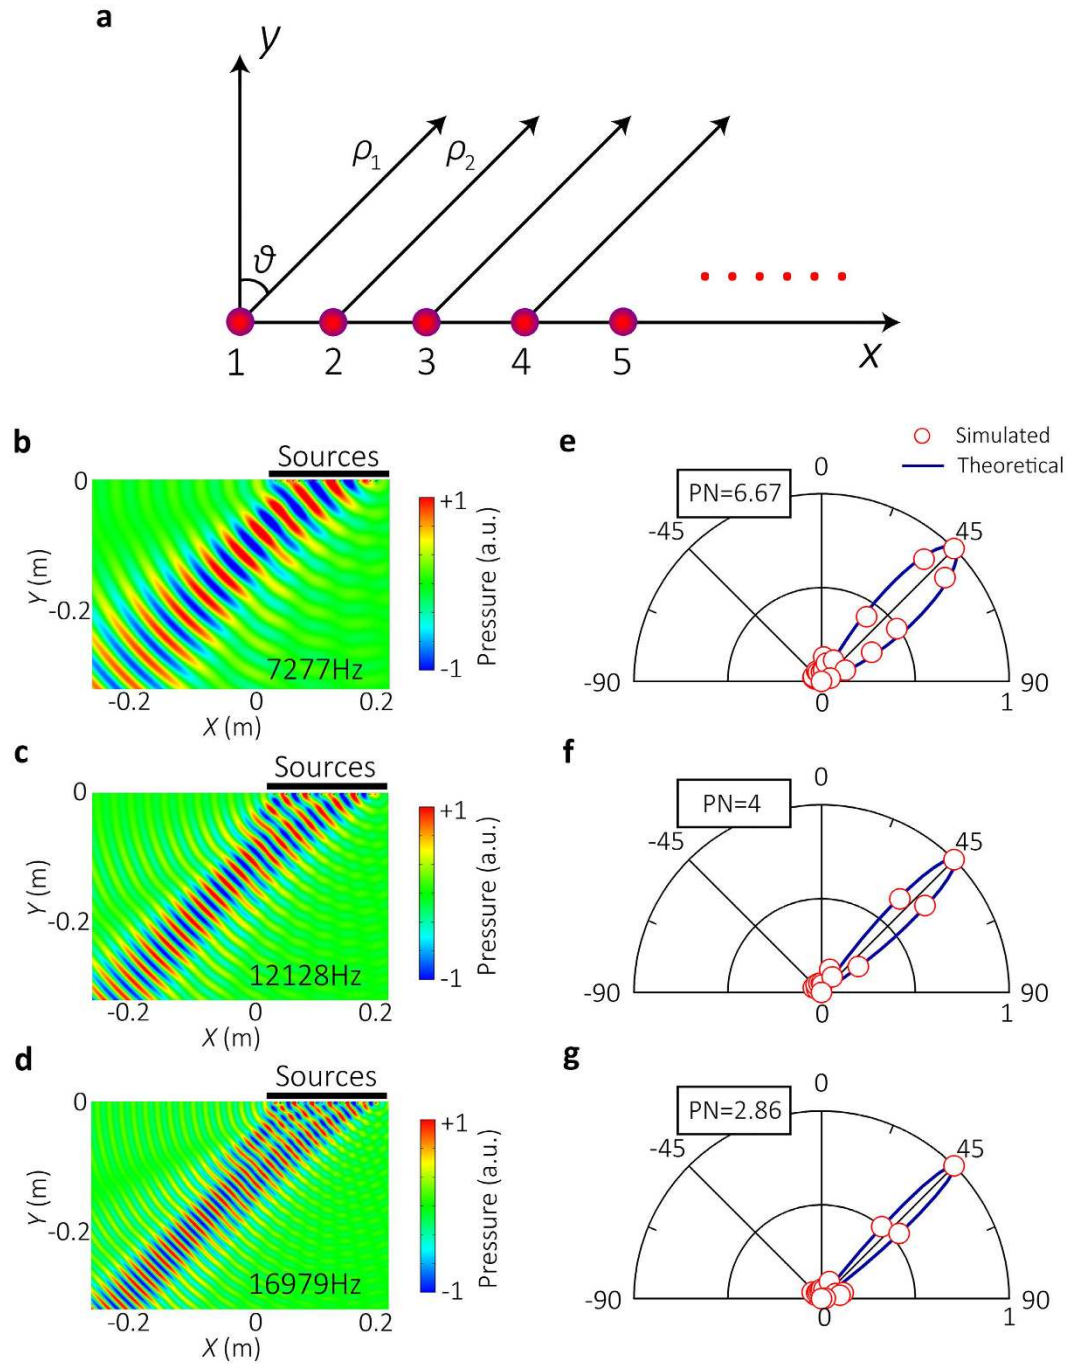 a
y
ρ1
ρ2
ϑ
1 2 3 4 5
X
b
Sources
0
-0.2
Y (m)
-0.2 0 0.2
X (m)
7277Hz
+1
-1
Pressure (a.u.)
e
Simulated
Theoretical
PN=6.67
0
-45
45
-90
90
0
1
c
Sources
0
-0.2
Y (m)
-0.2 0 0.2
X (m)
12128Hz
+1
-1
Pressure (a.u.)
f
PN=4
0
-45
45
-90
90
0
1
d
Sources
0
-0.2
Y (m)
-0.2 0 0.2
X (m)
16979Hz
+1
-1
Pressure (a.u.)
g
PN=2.86
0
-45
45
-90
90
0
1